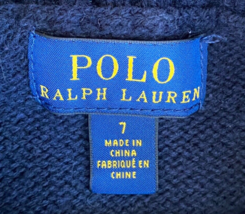 POLO
RALPH LAUREN
7
MADE IN
CHINA
FABRIQUÉ EN
CHINE